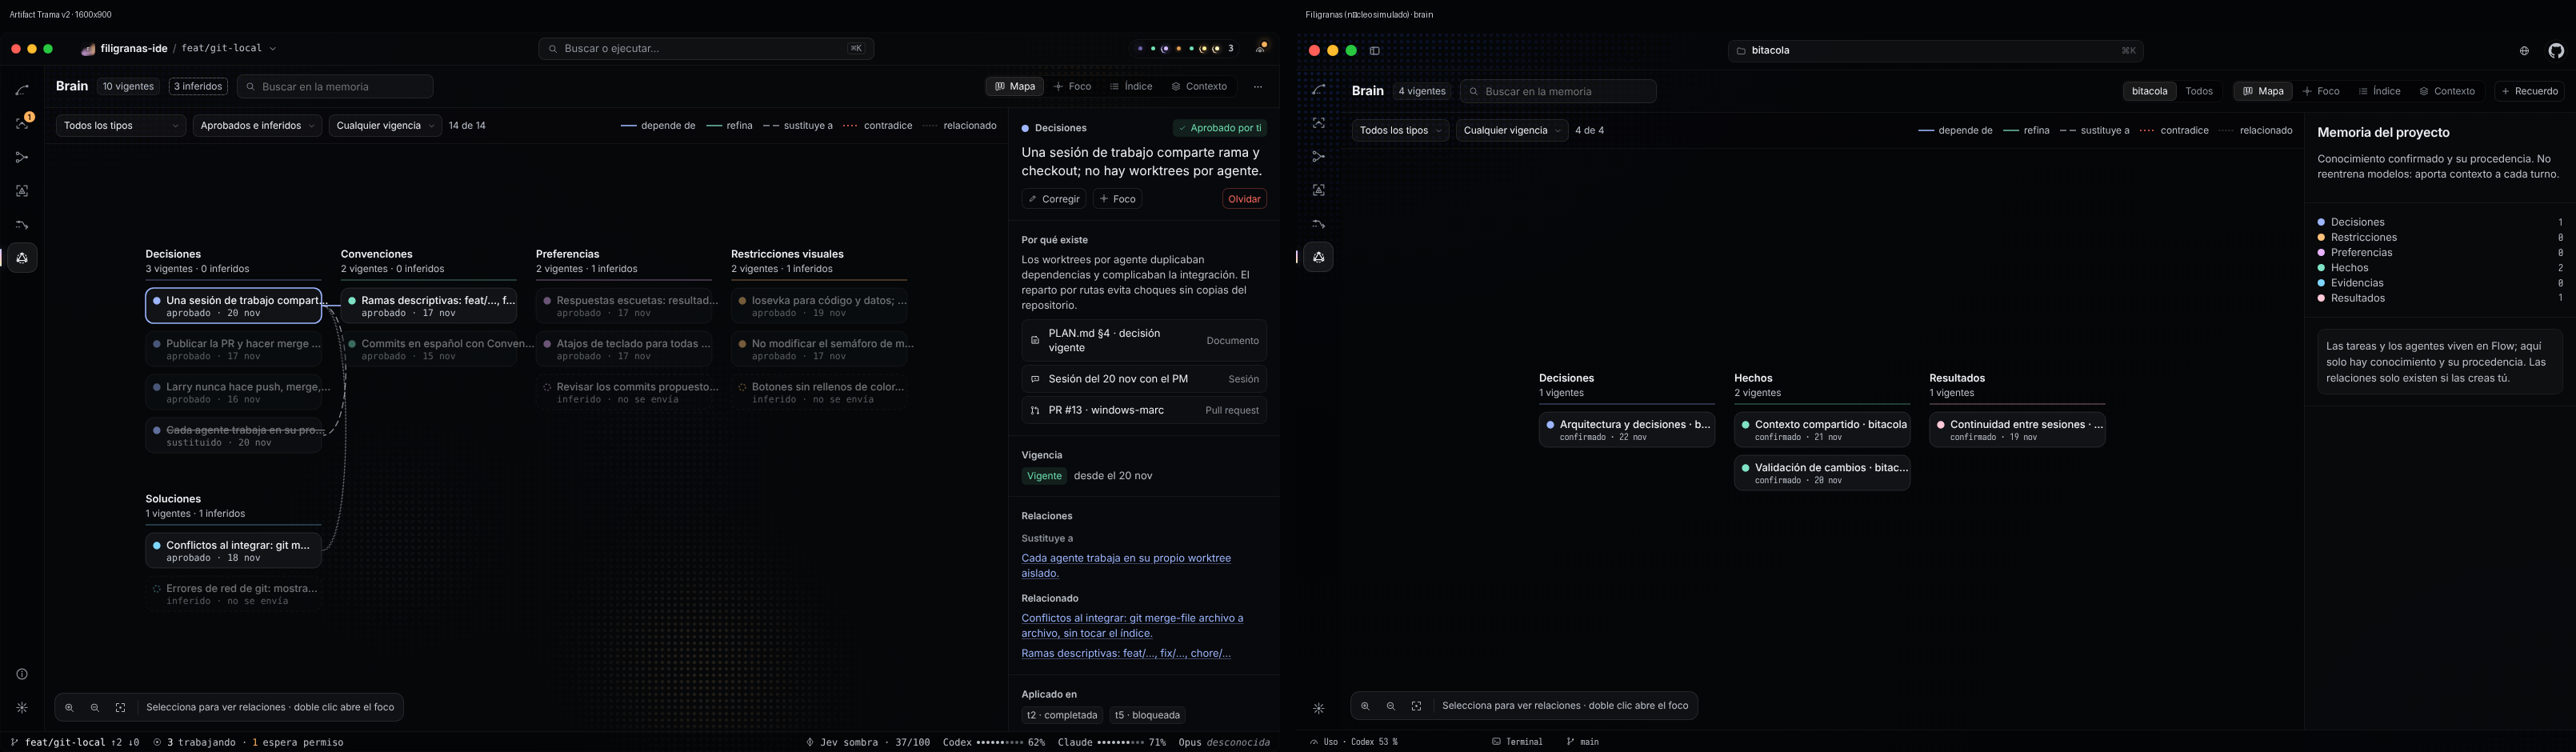 Artifact Trama v2 · 1600x900
filigranas-ide / feat/git-local
Buscar o ejecutar... ⌘K
3
Brain 10 vigentes 3 inferidos Buscar en la memoria
Mapa Foco Índice Contexto
Todos los tipos Aprobados e inferidos Cualquier vigencia 14 de 14
depende de refina sustituye a contradice relacionado
1
Decisiones
3 vigentes · 0 inferidos
Una sesión de trabajo compart...
aprobado · 20 nov
Publicar la PR y hacer merge ...
aprobado · 17 nov
Larry nunca hace push, merge,...
aprobado · 16 nov
Cada agente trabaja en su pro...
sustituido · 20 nov
Convenciones
2 vigentes · 0 inferidos
Ramas descriptivas: feat/..., f...
aprobado · 17 nov
Commits en español con Conven...
aprobado · 15 nov
Preferencias
2 vigentes · 1 inferidos
Respuestas escuetas: resultad...
aprobado · 17 nov
Atajos de teclado para todas ...
aprobado · 17 nov
Revisar los commits propuesto...
inferido · no se envía
Restricciones visuales
2 vigentes · 1 inferidos
Iosevka para código y datos; ...
aprobado · 19 nov
No modificar el semáforo de m...
aprobado · 17 nov
Botones sin rellenos de color...
inferido · no se envía
Soluciones
1 vigentes · 1 inferidos
Conflictos al integrar: git m...
aprobado · 18 nov
Errores de red de git: mostra...
inferido · no se envía
Selecciona para ver relaciones · doble clic abre el foco
Decisiones Aprobado por ti
Una sesión de trabajo comparte rama y
checkout; no hay worktrees por agente.
Corregir Foco Olvidar
Por qué existe
Los worktrees por agente duplicaban
dependencias y complicaban la integración. El
reparto por rutas evita choques sin copias del
repositorio.
PLAN.md §4 · decisión
vigente
Documento
Sesión del 20 nov con el PM Sesión
PR #13 · windows-marc Pull request
Vigencia
Vigente desde el 20 nov
Relaciones
Sustituye a
Cada agente trabaja en su propio worktree
aislado.
Relacionado
Conflictos al integrar: git merge-file archivo a
archivo, sin tocar el índice.
Ramas descriptivas: feat/..., fix/..., chore/...
Aplicado en
t2 · completada t5 · bloqueada
feat/git-local ↑2 ↓0 3 trabajando · 1 espera permiso
Jev sombra · 37/100 Codex 62% Claude 71% Opus desconocida
Filigranas (núcleo simulado) · brain
bitacola ⌘K
Brain 4 vigentes Buscar en la memoria
bitacola Todos Mapa Foco Índice Contexto + Recuerdo
Todos los tipos Cualquier vigencia 4 de 4
depende de refina sustituye a contradice relacionado
Decisiones
1 vigentes
Arquitectura y decisiones · b...
confirmado · 22 nov
Hechos
2 vigentes
Contexto compartido · bitacola
confirmado · 21 nov
Validación de cambios · bitac...
confirmado · 20 nov
Resultados
1 vigentes
Continuidad entre sesiones · ...
confirmado · 19 nov
Selecciona para ver relaciones · doble clic abre el foco
Memoria del proyecto
Conocimiento confirmado y su procedencia. No
reentrena modelos: aporta contexto a cada turno.
Decisiones 1
Restricciones 0
Preferencias 0
Hechos 2
Evidencias 0
Resultados 1
Las tareas y los agentes viven en Flow; aquí
solo hay conocimiento y su procedencia. Las
relaciones solo existen si las creas tú.
Uso · Codex 53 % Terminal main